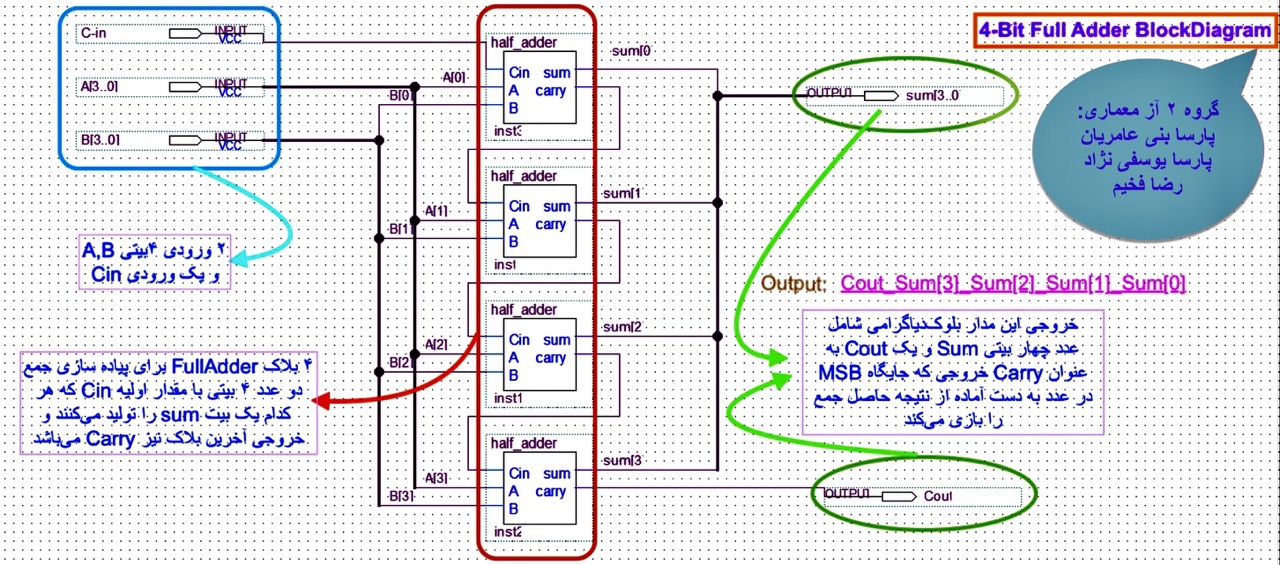 4-Bit Full Adder BlockDiagram
گروه ۲ آز معماری:
پارسا بنی عامریان
پارسا یوسفی نژاد
رضا فخیم
C-in
INPUT
VCC
A[3..0]
INPUT
VCC
B[3..0]
INPUT
VCC
۲ ورودی ۴بیتی A,B
و یک ورودی Cin
۴ بلاک FullAdder برای پیاده سازی جمع
دو عدد ۴ بیتی با مقدار اولیه Cin که هر
کدام یک بیت sum را تولید می‌کنند و
خروجی آخرین بلاک نیز Carry می‌باشد
A[0]
B[0]
half_adder
Cin sum
A carry
B
inst3
sum[0
A[1]
B[1]
half_adder
Cin sum
A carry
B
inst
sum[1
A[2]
B[2]
half_adder
Cin sum
A carry
B
inst1
sum[2
A[3]
B[3]
half_adder
Cin sum
A carry
B
inst2
sum[3
OUTPUT sum[3..0
Output: Cout_Sum[3]_Sum[2]_Sum[1]_Sum[0]
خروجی این مدار بلوک‌دیاگرامی شامل
عدد چهار بیتی Sum و یک Cout به
عنوان Carry خروجی که جایگاه MSB
در عدد به دست آماده از نتیجه حاصل جمع
را بازی می‌کند
OUTPUT Cout